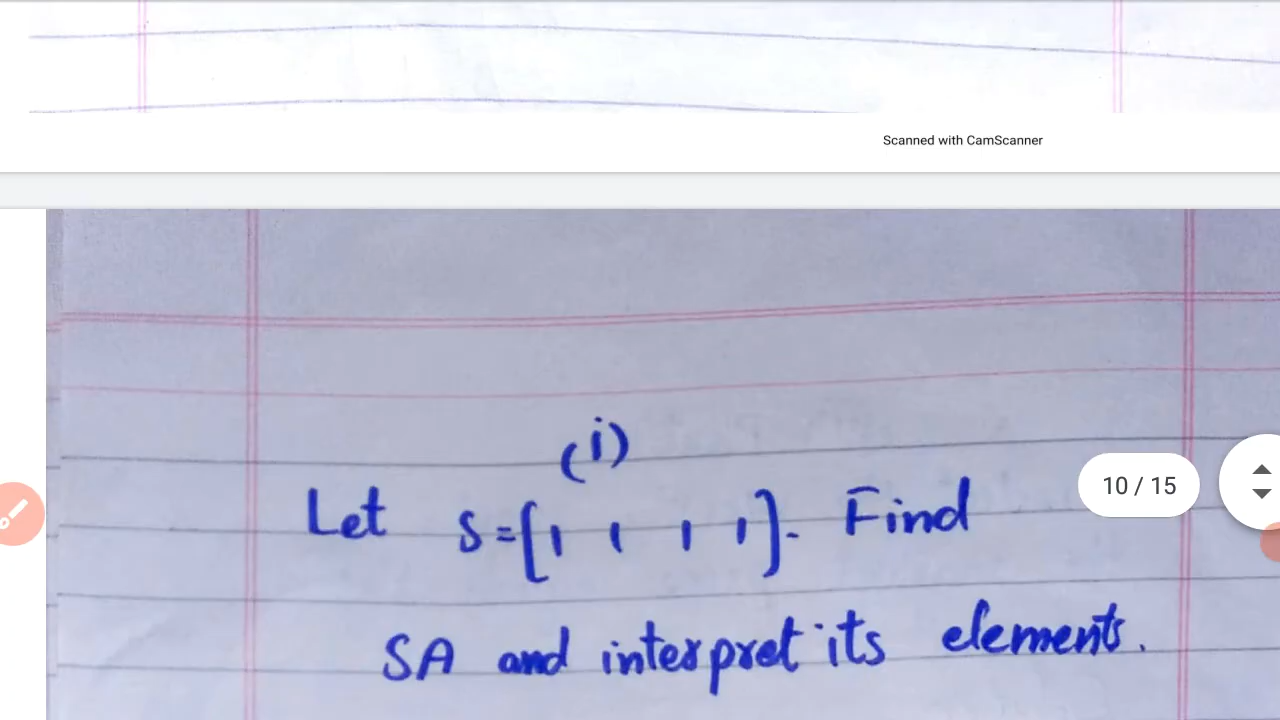 Scanned with CamScanner
(i)
Let S=[1 1 1 1]. Find
10 / 15
SA and interpret its elements.